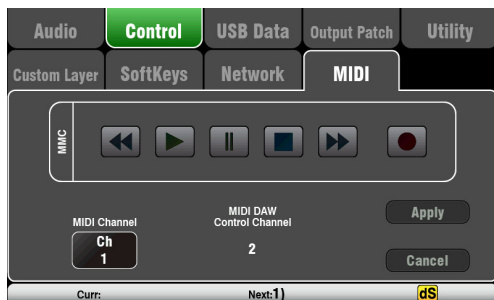 Audio Control USB Data Output Patch Utility
Custom Layer SoftKeys Network MIDI
MMC
MIDI Channel
Ch
1
MIDI DAW
Control Channel
2
Apply
Cancel
Curr: Next:1) dS